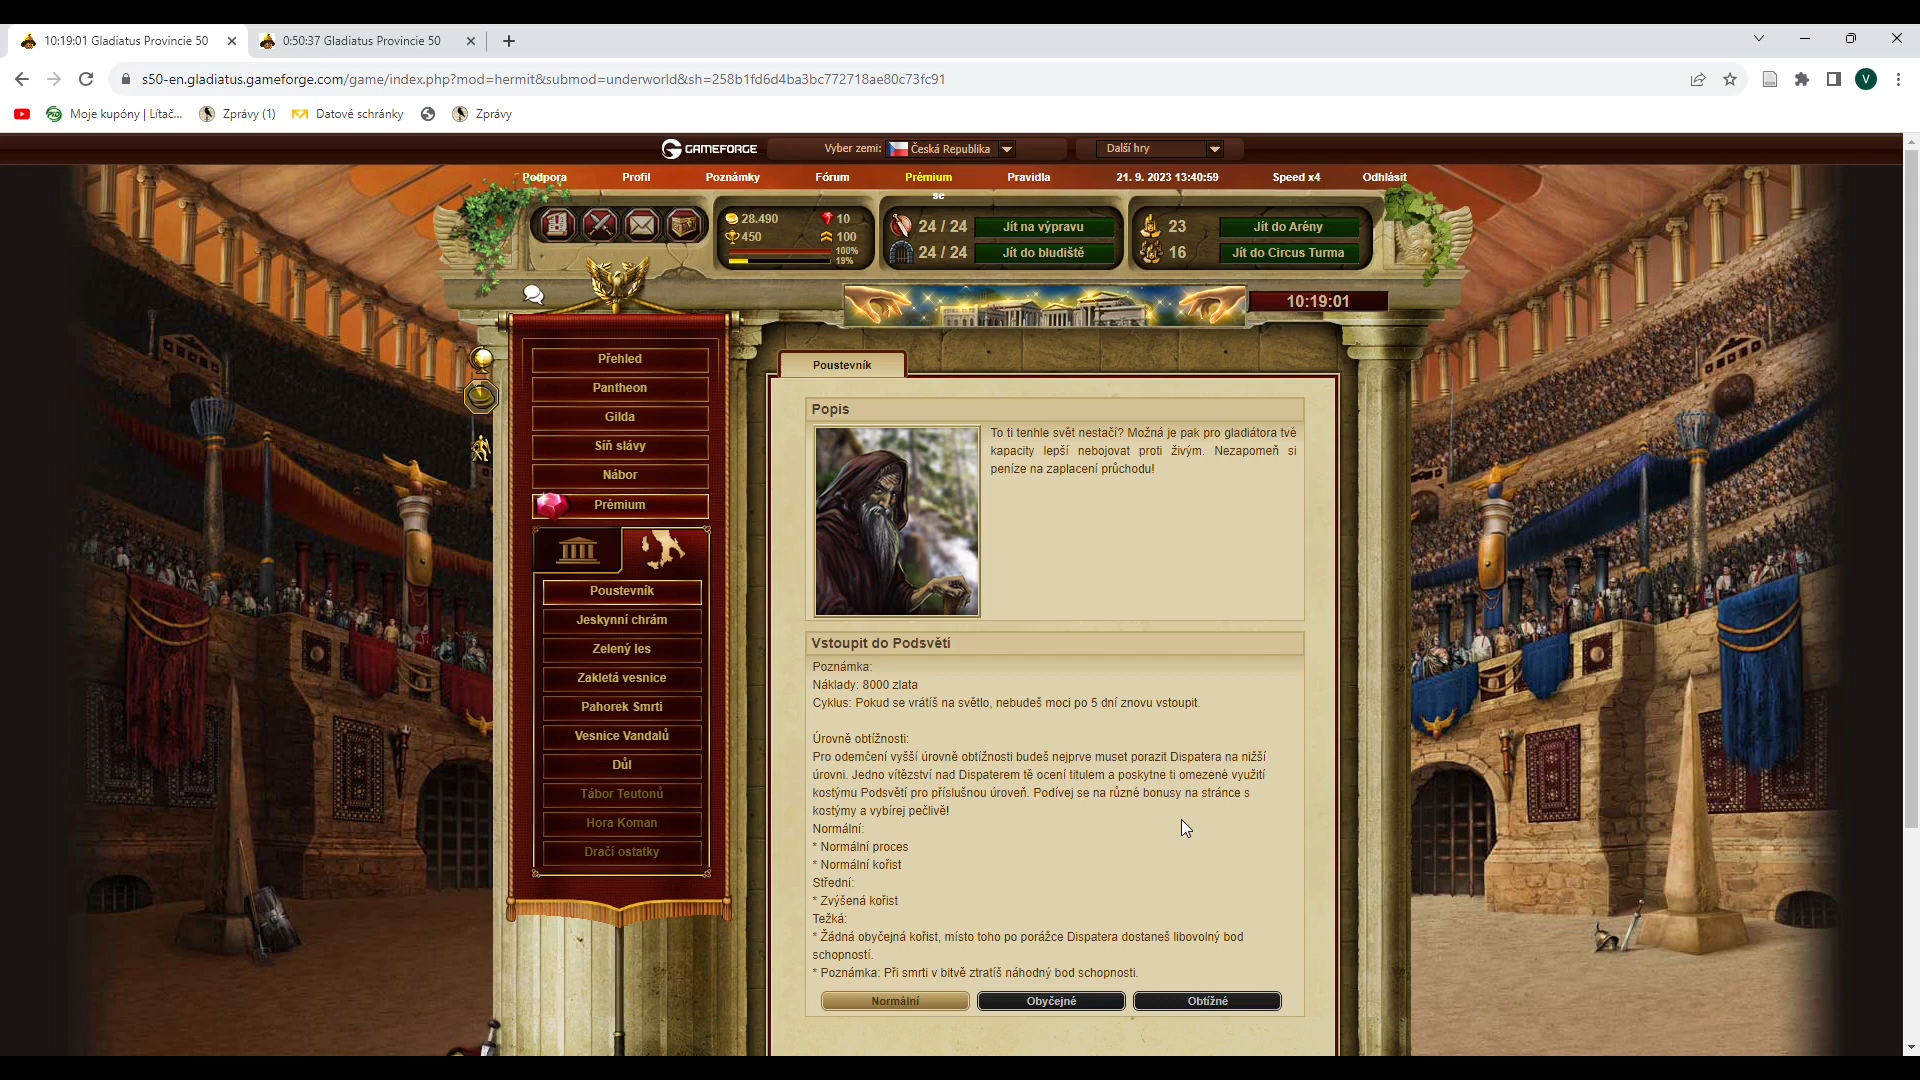 10:19:01 Gladiatus Provincie 50
0:50:37 Gladiatus Provincie 50
s50-en.gladiatus.gameforge.com/game/index.php?mod=hermit&submod=underworld&sh=258b1fd6d4ba3bc772718ae80c73fc91
V
Moje kupóny | Lítač...
Zprávy (1)
Datové schránky
Zprávy
GAMEFORGE
Vyber zemi:
Česká Republika
Další hry
Podpora
Profil
Poznámky
Fórum
Prémium
Pravidla
21. 9. 2023 13:40:59
Speed x4
Odhlásit
se
28.490
10
24 / 24
Jít na výpravu
23
Jít do Arény
450
100
100%
24 / 24
Jít do bludiště
16
Jít do Circus Turma
19%
10:19:01
Přehled
Pantheon
Gilda
Síň slávy
Nábor
Prémium
Poustevník
Jeskynní chrám
Zelený les
Zakletá vesnice
Pahorek Smrti
Vesnice Vandalů
Důl
Tábor Teutonů
Hora Koman
Dračí ostatky
Poustevník
Popis
To ti tenhle svět nestačí? Možná je pak pro gladiátora tvé
kapacity lepší nebojovat proti živým. Nezapomeň si
peníze na zaplacení průchodu!
Vstoupit do Podsvětí
Poznámka:
Náklady: 8000 zlata
Cyklus: Pokud se vrátíš na světlo, nebudeš moci po 5 dní znovu vstoupit.
Úrovně obtížnosti:
Pro odemčení vyšší úrovně obtížnosti budeš nejprve muset porazit Dispatera na nižší
úrovni. Jedno vítězství nad Dispaterem tě ocení titulem a poskytne ti omezené využití
kostýmu Podsvětí pro příslušnou úroveň. Podívej se na různé bonusy na stránce s
kostýmy a vybírej pečlivě!
Normální:
* Normální proces
* Normální kořist
Střední:
* Zvýšená kořist
Težká:
* Žádná obyčejná kořist, místo toho po porážce Dispatera dostaneš libovolný bod
schopností.
* Poznámka: Při smrti v bitvě ztratíš náhodný bod schopnosti.
Normální
Obyčejné
Obtížné